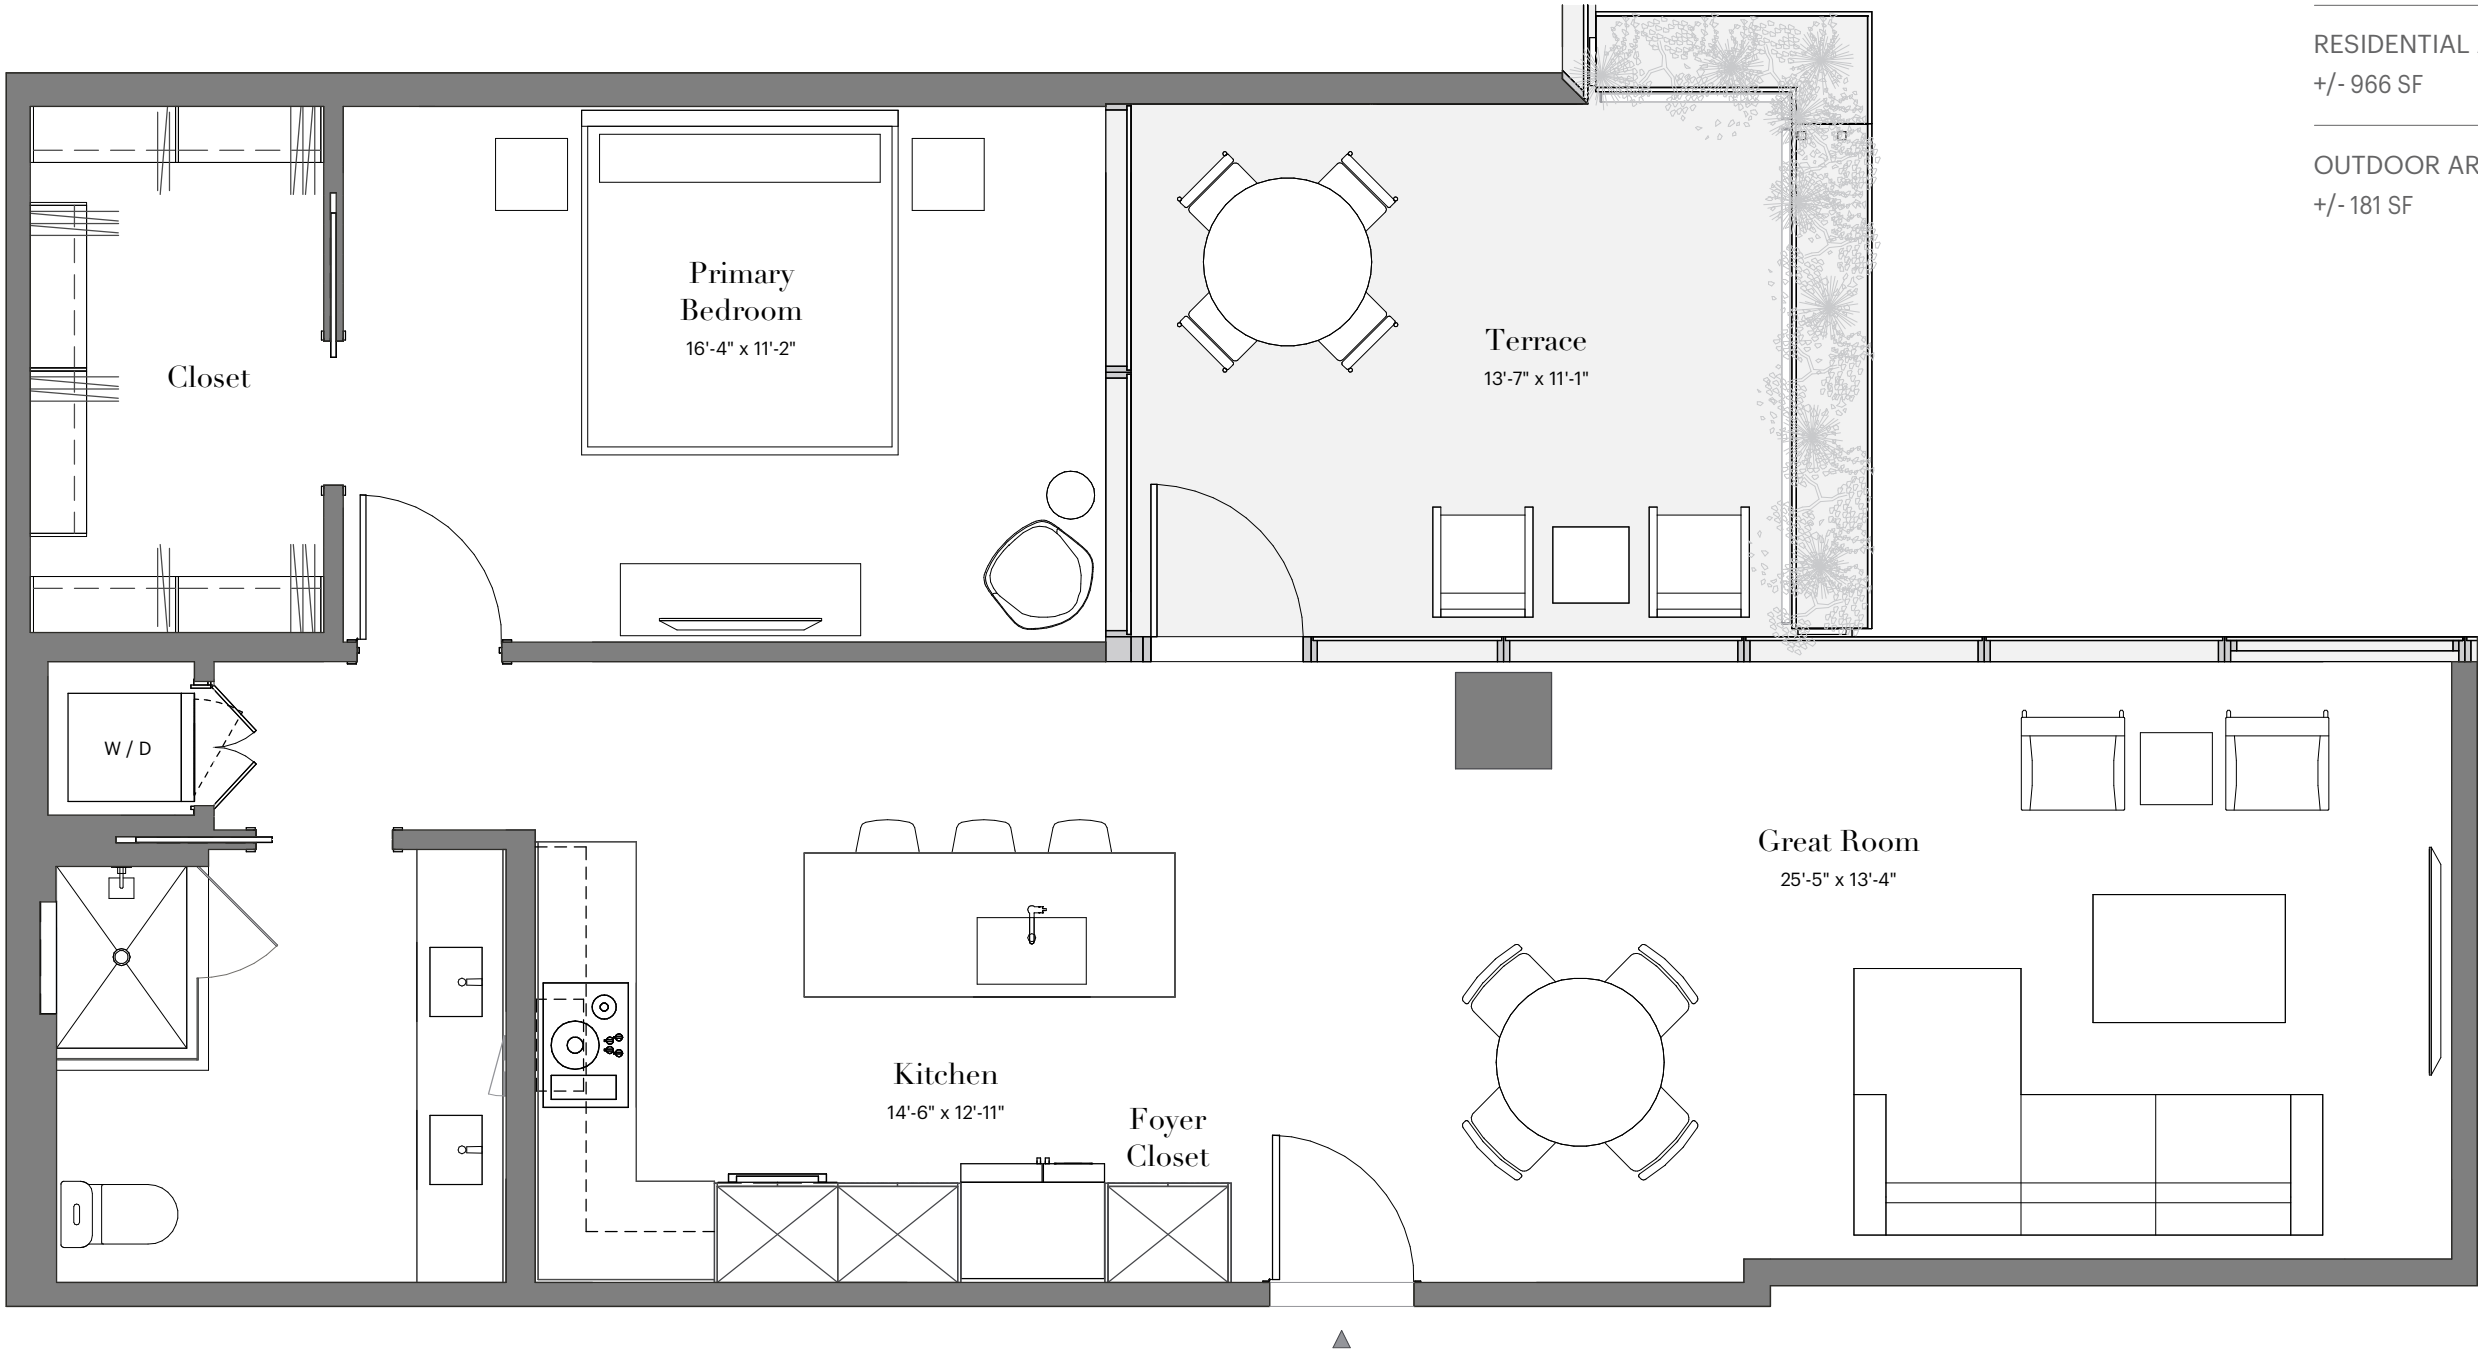 RESIDENTIAL
+/- 966 SF
OUTDOOR AR
+/- 181 SF
Primary
Bedroom
16'-4" x 11'-2"
Terrace
13'-7" x 11'-1"
Closet
W / D
Great Room
25'-5" x 13'-4"
Kitchen
14'-6" x 12'-11"
Foyer
Closet